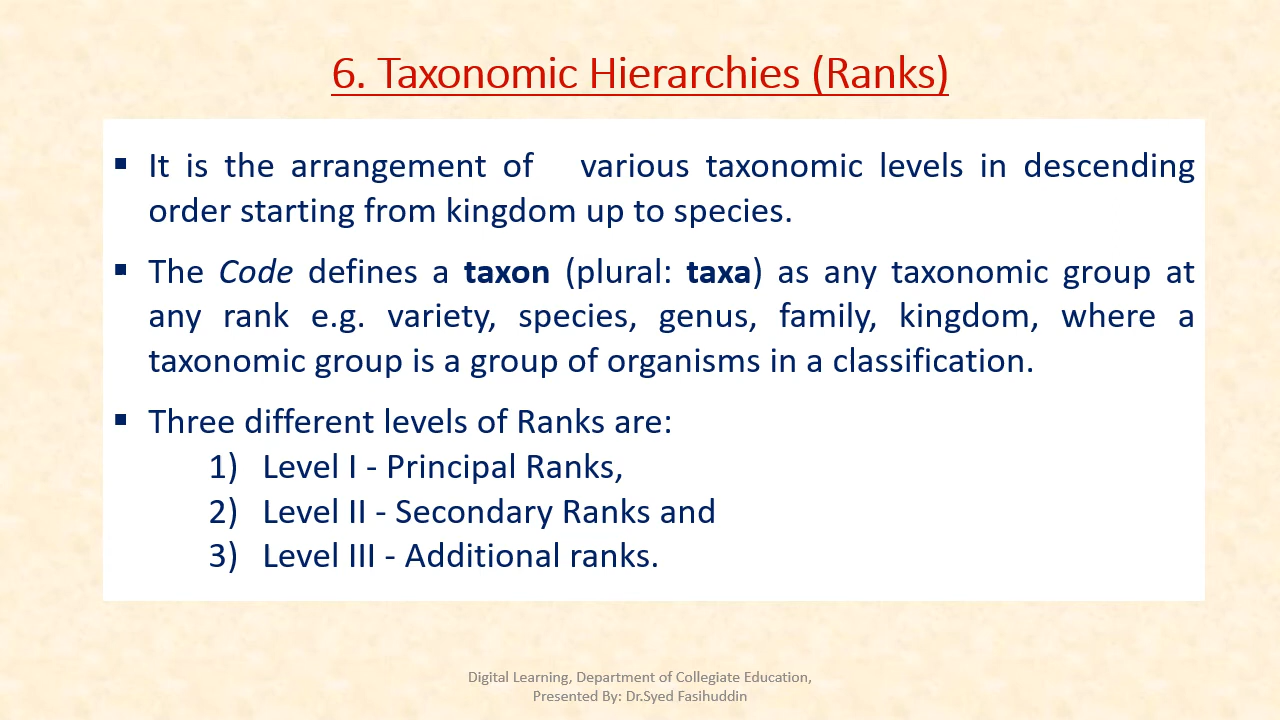 6. Taxonomic Hierarchies (Ranks)
▪ It is the arrangement of various taxonomic levels in descending
order starting from kingdom up to species.
▪ The Code defines a taxon (plural: taxa) as any taxonomic group at
any rank e.g. variety, species, genus, family, kingdom, where a
taxonomic group is a group of organisms in a classification.
▪ Three different levels of Ranks are:
1) Level I - Principal Ranks,
2) Level II - Secondary Ranks and
3) Level III - Additional ranks.
Digital Learning, Department of Collegiate Education,
Presented By: Dr.Syed Fasihuddin